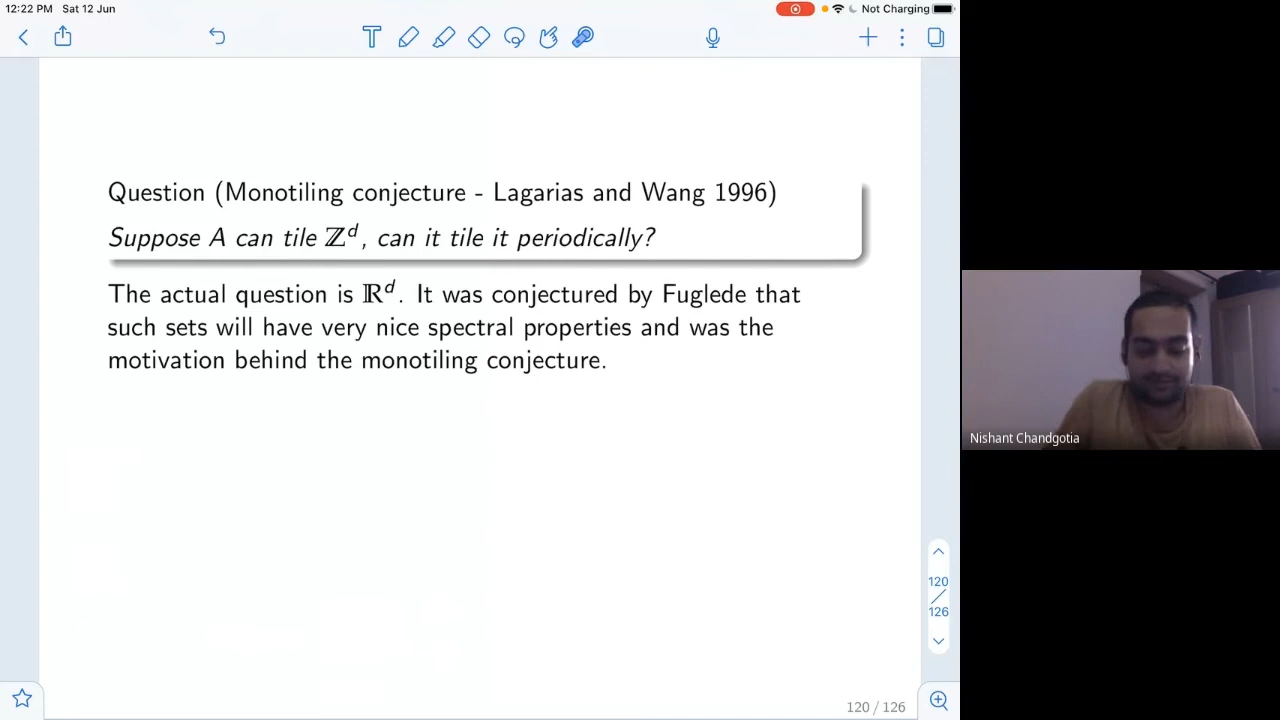 12:22 PM Sat 12 Jun
Not Charging
T
Question (Monotiling conjecture - Lagarias and Wang 1996)
Suppose A can tile ℤᵈ, can it tile it periodically?
The actual question is ℝᵈ. It was conjectured by Fuglede that
such sets will have very nice spectral properties and was the
motivation behind the monotiling conjecture.
Nishant Chandgotia
120
/
126
120 / 126